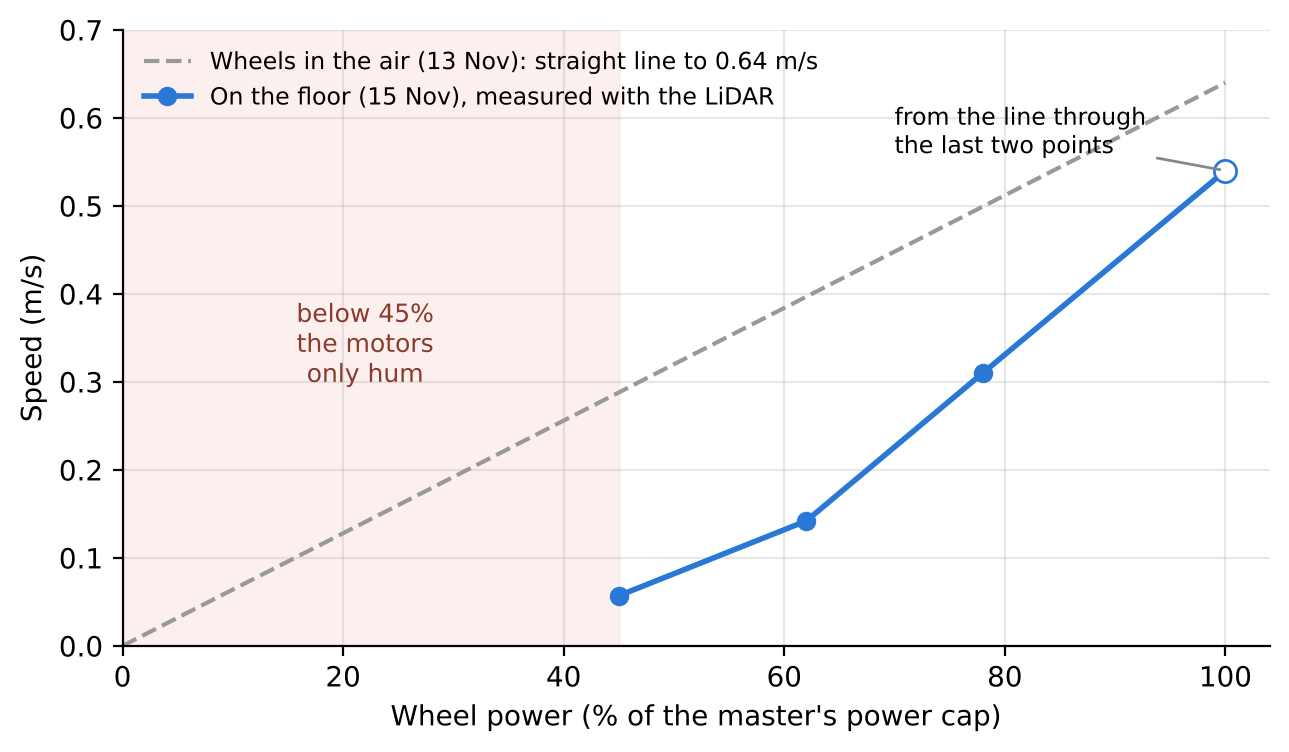 0.7
0.6
0.5
0.4
0.3
0.2
0.1
0.0
Speed (m/s)
Wheels in the air (13 Nov): straight line to 0.64 m/s
On the floor (15 Nov), measured with the LiDAR
from the line through
the last two points
below 45%
the motors
only hum
0 20 40 60 80 100
Wheel power (% of the master's power cap)